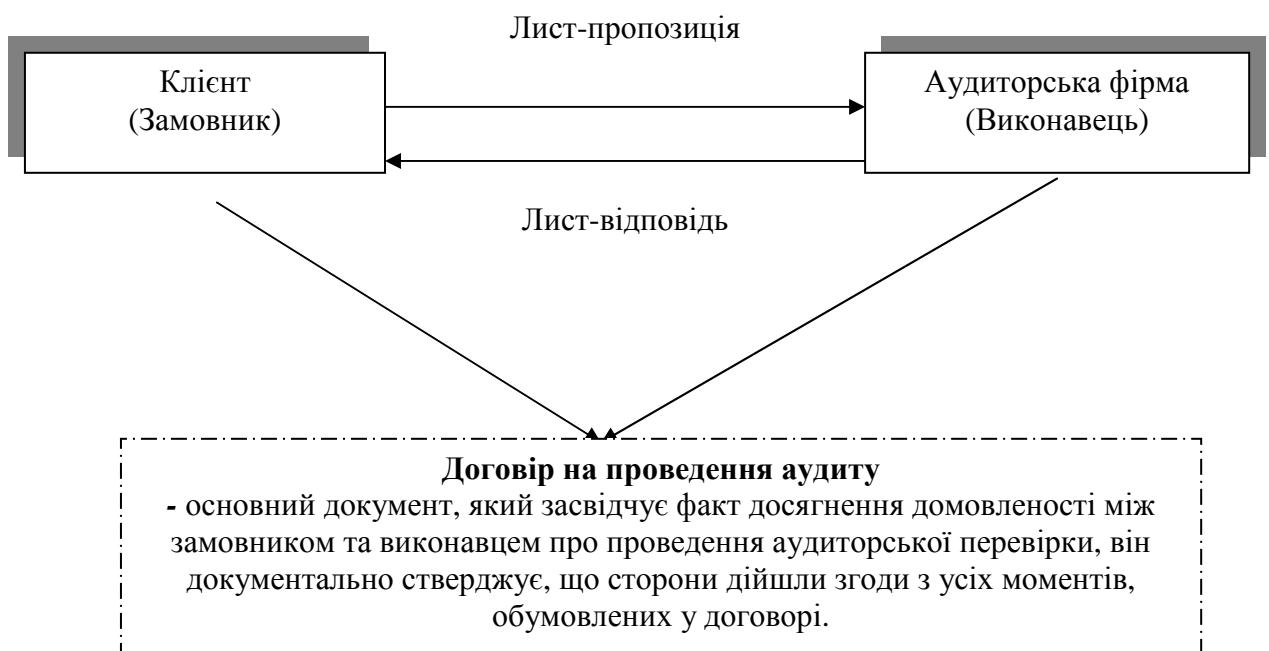 Лист-пропозиція
Клієнт
(Замовник)
Аудиторська фірма
(Виконавець)
Лист-відповідь
Договір на проведення аудиту
- основний документ, який засвідчує факт досягнення домовленості між
замовником та виконавцем про проведення аудиторської перевірки, він
документально стверджує, що сторони дійшли згоди з усіх моментів,
обумовлених у договорі.